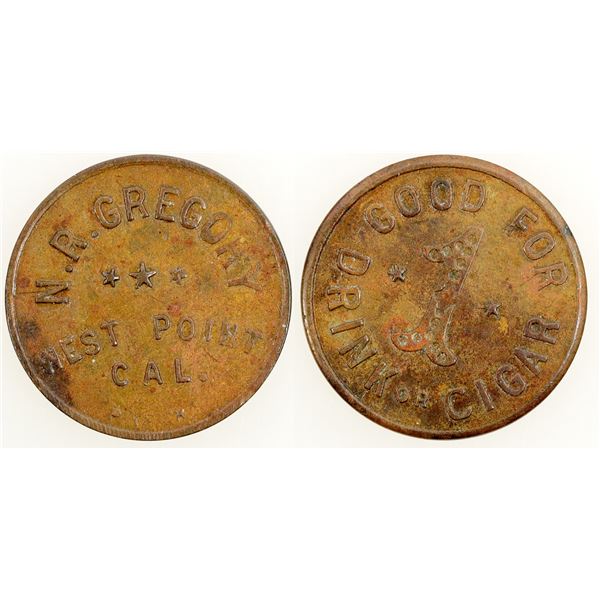 N.R. GREGORY
WEST POINT
CAL.
GOOD FOR
1
DRINK OR CIGAR